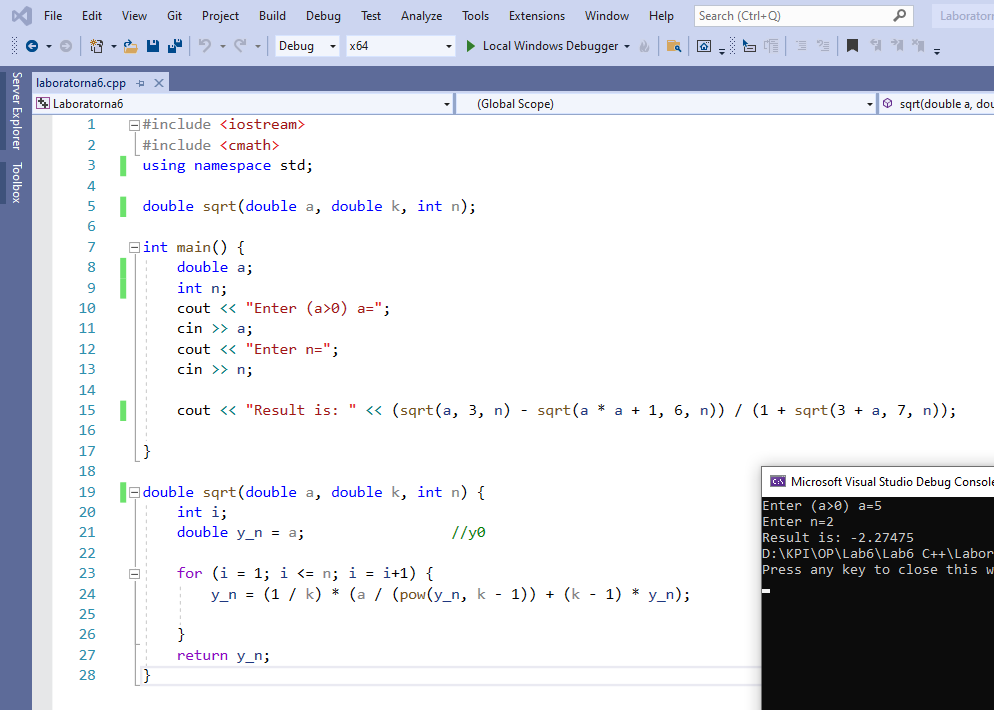 File Edit View Git Project Build Debug Test Analyze Tools Extensions Window Help Search (Ctrl+Q) Laboratorn
Debug x64 Local Windows Debugger
Server Explorer
Toolbox
laboratorna6.cpp
Laboratorna6 (Global Scope) sqrt(double a, dou
1 #include <iostream>
2 #include <cmath>
3 using namespace std;
4
5 double sqrt(double a, double k, int n);
6
7 int main() {
8 double a;
9 int n;
10 cout << "Enter (a>0) a=";
11 cin >> a;
12 cout << "Enter n=";
13 cin >> n;
14
15 cout << "Result is: " << (sqrt(a, 3, n) - sqrt(a * a + 1, 6, n)) / (1 + sqrt(3 + a, 7, n));
16
17 }
18
19 double sqrt(double a, double k, int n) {
20 int i;
21 double y_n = a; //y0
22
23 for (i = 1; i <= n; i = i+1) {
24 y_n = (1 / k) * (a / (pow(y_n, k - 1)) + (k - 1) * y_n);
25
26 }
27 return y_n;
28 }
Microsoft Visual Studio Debug Console
Enter (a>0) a=5
Enter n=2
Result is: -2.27475
D:\KPI\OP\Lab6\Lab6 C++\Labor
Press any key to close this w